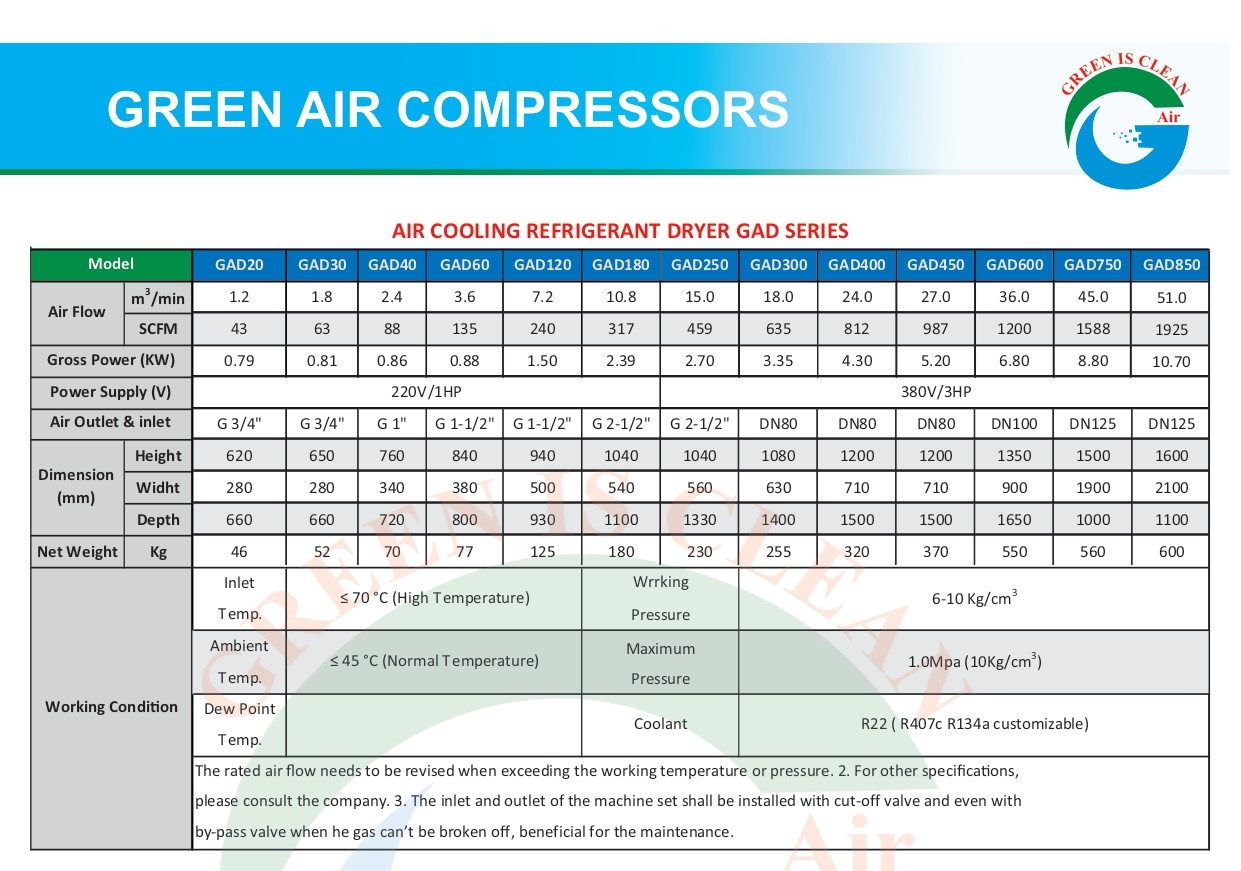 GREEN AIR COMPRESSORS
GREEN IS CLEAN
Air
AIR COOLING REFRIGERANT DRYER GAD SERIES
Model GAD20 GAD30 GAD40 GAD60 GAD120 GAD180 GAD250 GAD300 GAD400 GAD450 GAD600 GAD750 GAD850
Air Flow
m³/min 1.2 1.8 2.4 3.6 7.2 10.8 15.0 18.0 24.0 27.0 36.0 45.0 51.0
SCFM 43 63 88 135 240 317 459 635 812 987 1200 1588 1925
Gross Power (KW) 0.79 0.81 0.86 0.88 1.50 2.39 2.70 3.35 4.30 5.20 6.80 8.80 10.70
Power Supply (V) 220V/1HP 380V/3HP
Air Outlet & inlet G 3/4" G 3/4" G 1" G 1-1/2" G 1-1/2" G 2-1/2" G 2-1/2" DN80 DN80 DN80 DN100 DN125 DN125
Dimension
(mm)
Height 620 650 760 840 940 1040 1040 1080 1200 1200 1350 1500 1600
Widht 280 280 340 380 500 540 560 630 710 710 900 1900 2100
Depth 660 660 720 800 930 1100 1330 1400 1500 1500 1650 1000 1100
Net Weight Kg 46 52 70 77 125 180 230 255 320 370 550 560 600
Working Condition
Inlet
Temp.
≤ 70 °C (High Temperature)
Wrrking
Pressure
6-10 Kg/cm³
Ambient
Temp.
≤ 45 °C (Normal Temperature)
Maximum
Pressure
1.0Mpa (10Kg/cm³)
Dew Point
Temp.
Coolant
R22 ( R407c R134a customizable)
The rated air flow needs to be revised when exceeding the working temperature or pressure. 2. For other specifications,
please consult the company. 3. The inlet and outlet of the machine set shall be installed with cut-off valve and even with
by-pass valve when he gas can't be broken off, beneficial for the maintenance.
GREEN IS CLEAN
Air